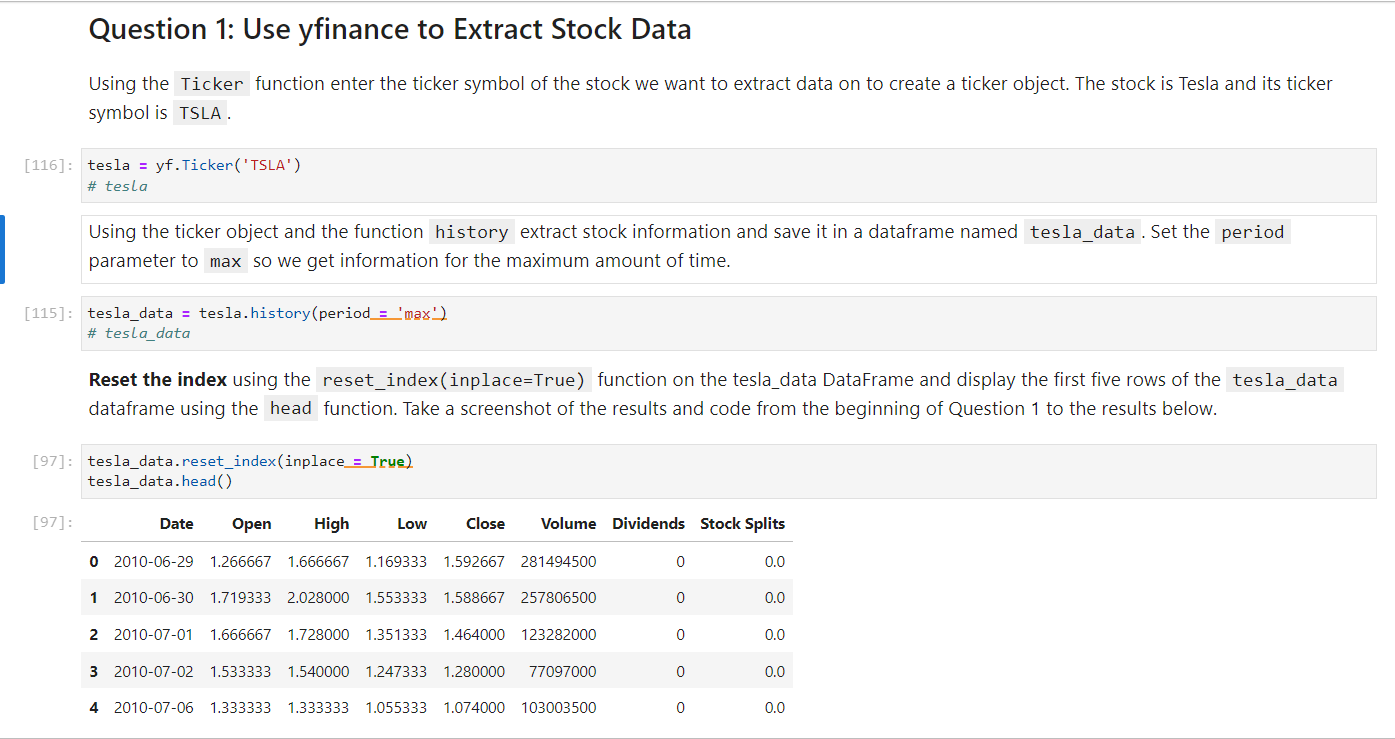 Question 1: Use yfinance to Extract Stock Data
Using the Ticker function enter the ticker symbol of the stock we want to extract data on to create a ticker object. The stock is Tesla and its ticker
symbol is TSLA .
[116]: tesla = yf.Ticker('TSLA')
# tesla
Using the ticker object and the function history extract stock information and save it in a dataframe named tesla_data . Set the period
parameter to max so we get information for the maximum amount of time.
[115]: tesla_data = tesla.history(period = 'max')
# tesla_data
Reset the index using the reset_index(inplace=True) function on the tesla_data DataFrame and display the first five rows of the tesla_data
dataframe using the head function. Take a screenshot of the results and code from the beginning of Question 1 to the results below.
[97]: tesla_data.reset_index(inplace = True)
tesla_data.head()
[97]: Date Open High Low Close Volume Dividends Stock Splits
0 2010-06-29 1.266667 1.666667 1.169333 1.592667 281494500 0 0.0
1 2010-06-30 1.719333 2.028000 1.553333 1.588667 257806500 0 0.0
2 2010-07-01 1.666667 1.728000 1.351333 1.464000 123282000 0 0.0
3 2010-07-02 1.533333 1.540000 1.247333 1.280000 77097000 0 0.0
4 2010-07-06 1.333333 1.333333 1.055333 1.074000 103003500 0 0.0